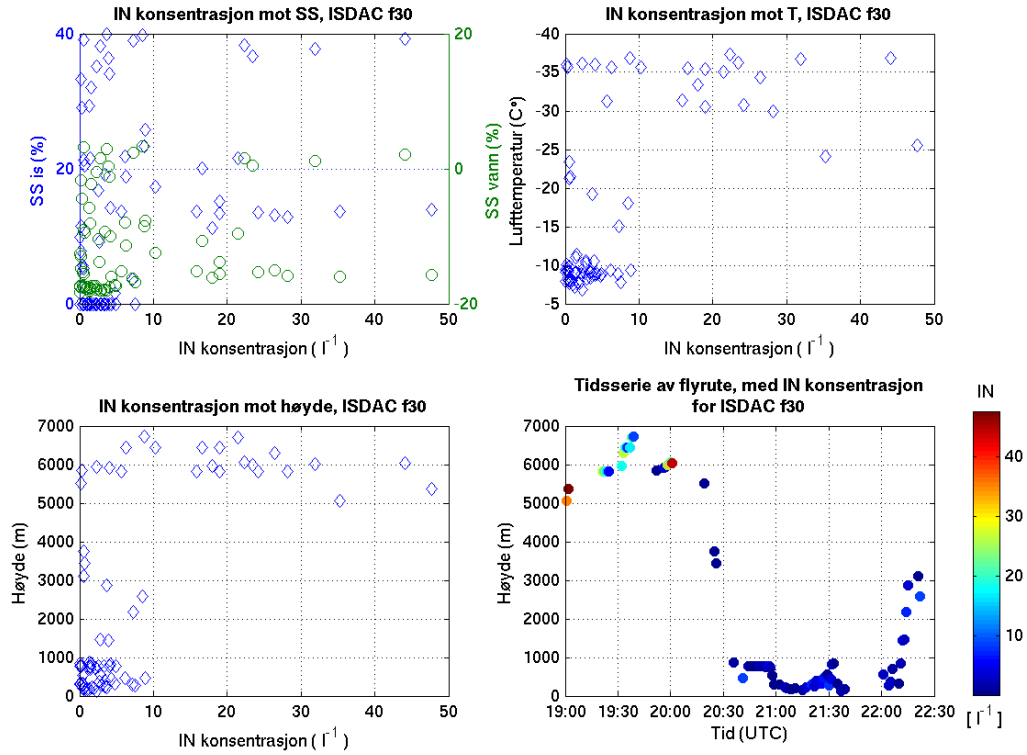 IN konsentrasjon mot SS, ISDAC f30
40
20
0
SS is (%)
20
0
-20
SS vann (%)
0 10 20 30 40 50
IN konsentrasjon ( l⁻¹ )
IN konsentrasjon mot T, ISDAC f30
-40
-35
-30
-25
-20
-15
-10
-5
Lufttemperatur (C°)
0 10 20 30 40 50
IN konsentrasjon ( l⁻¹ )
IN konsentrasjon mot høyde, ISDAC f30
7000
6000
5000
4000
3000
2000
1000
0
Høyde (m)
0 10 20 30 40 50
IN konsentrasjon ( l⁻¹ )
Tidsserie av flyrute, med IN konsentrasjon
for ISDAC f30
7000
6000
5000
4000
3000
2000
1000
0
Høyde (m)
19:00 19:30 20:00 20:30 21:00 21:30 22:00 22:30
Tid (UTC)
IN
40
30
20
10
[ l⁻¹ ]